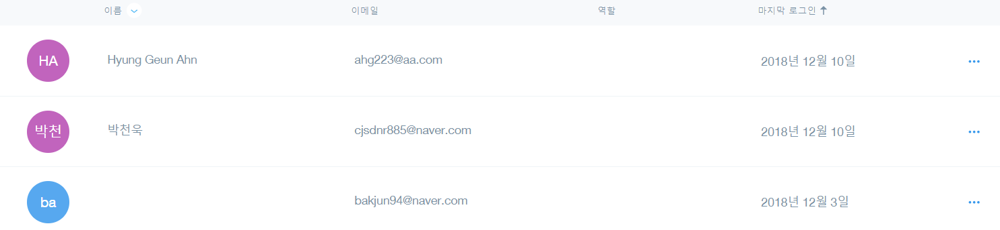 이름 이메일 역할 마지막 로그인
HA Hyung Geun Ahn ahg223@aa.com 2018년 12월 10일
박천 박천욱 cjsdnr885@naver.com 2018년 12월 10일
ba bakjun94@naver.com 2018년 12월 3일